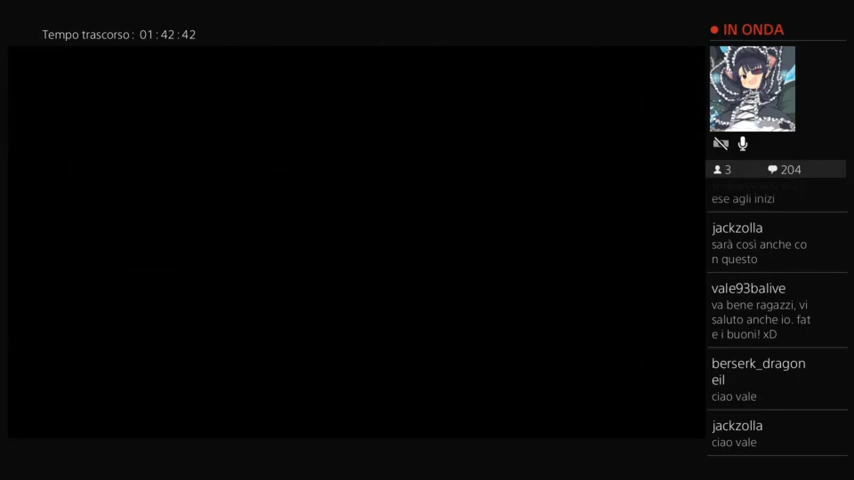 Tempo trascorso: 01:42:42
IN ONDA
3 204
ese agli inizi
jackzolla
sarà così anche co
n questo
vale93balive
va bene ragazzi, vi
saluto anche io. fat
e i buoni! xD
berserk_dragon
eil
ciao vale
jackzolla
ciao vale